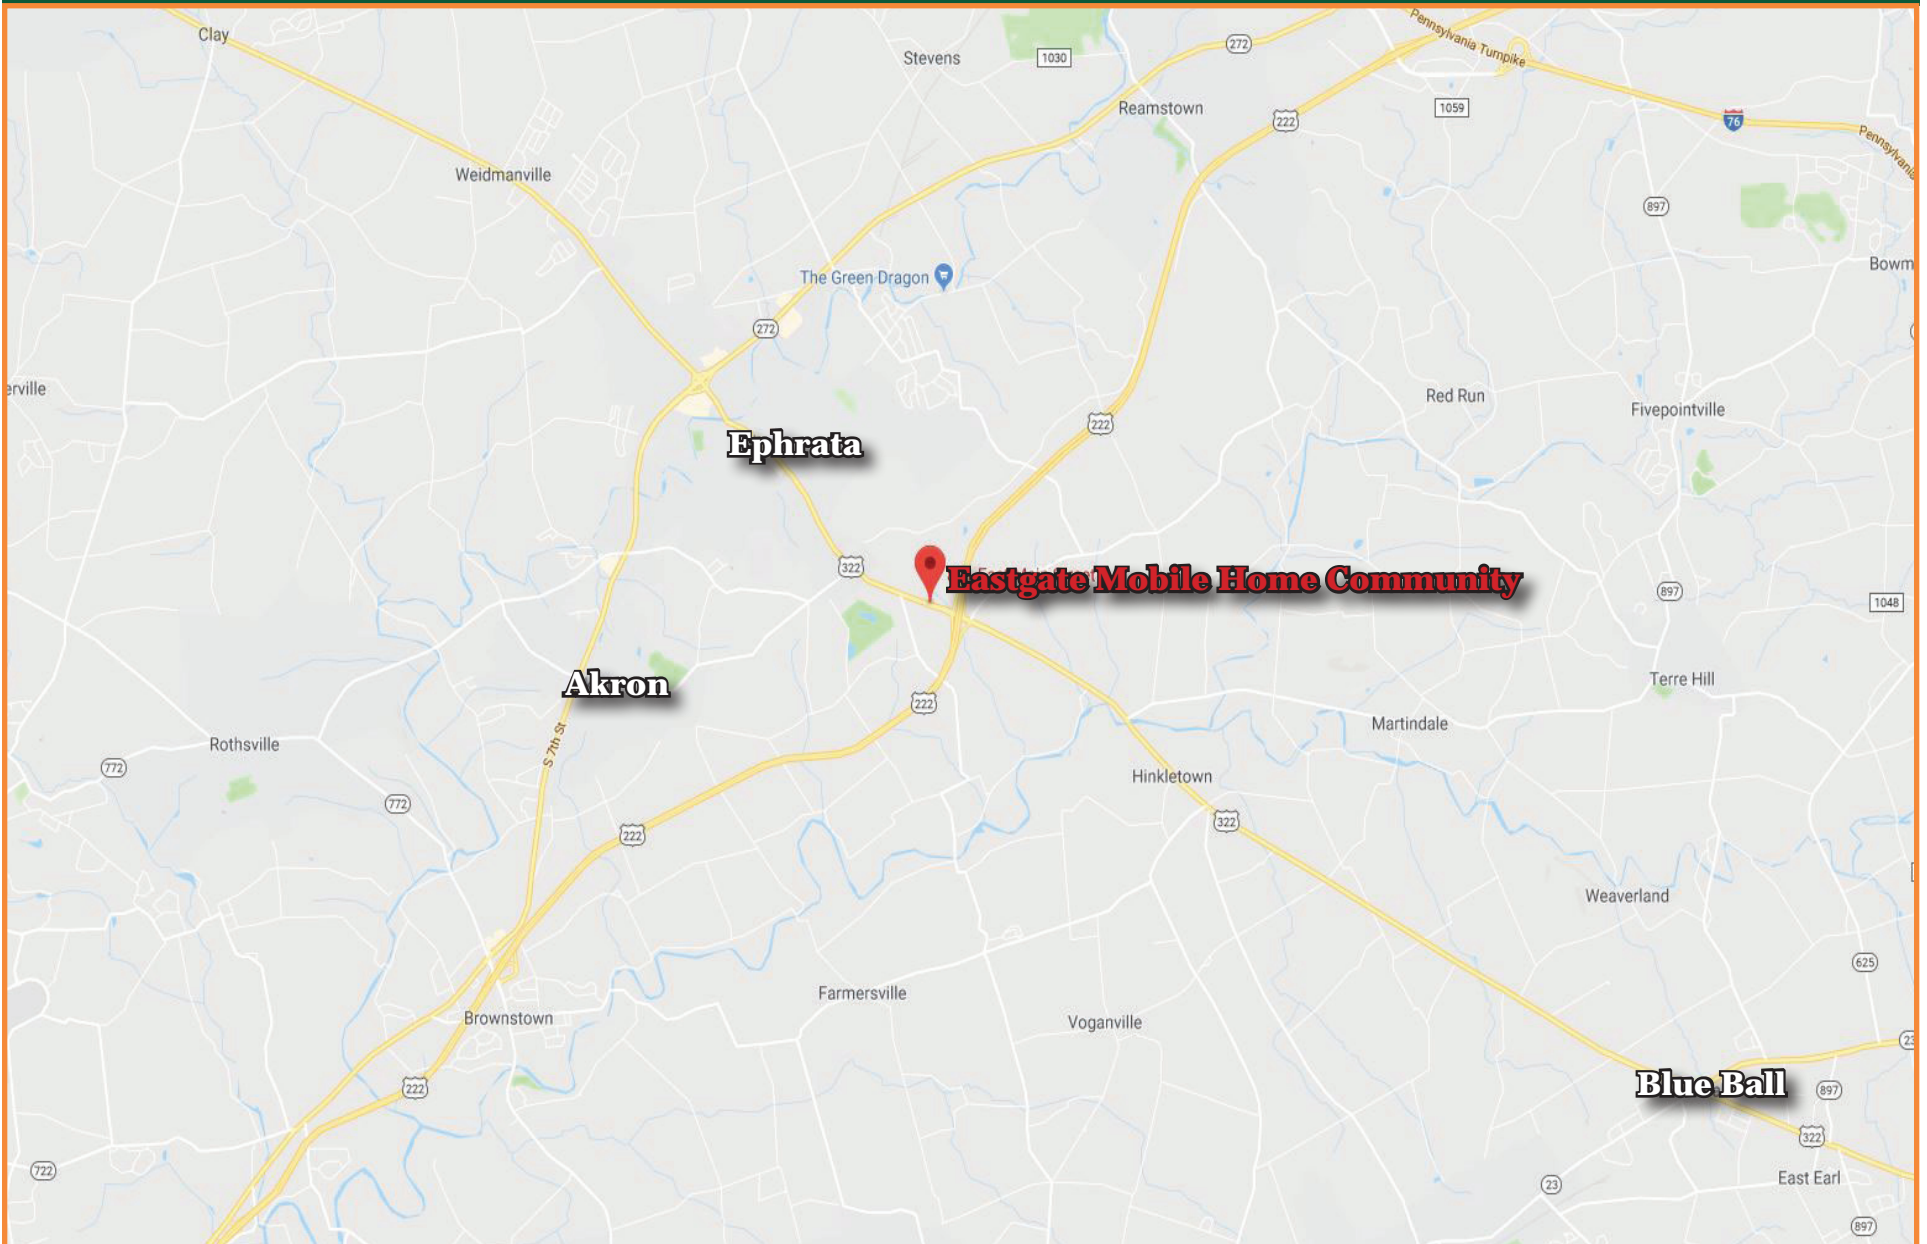 Clay
Stevens
1030
272
Pennsylvania Turnpike
Reamstown
222
1059
76
Pennsylvania
Weidmanville
897
The Green Dragon
Bowm
272
erville
Red Run
Fivepointville
222
Ephrata
322
Eastgate Mobile Home Community
897
1048
Akron
Terre Hill
222
Martindale
S 7th St
Rothsville
772
Hinkletown
772
322
222
Weaverland
625
Farmersville
Brownstown
Voganville
23
Blue Ball
897
222
322
722
East Earl
23
897